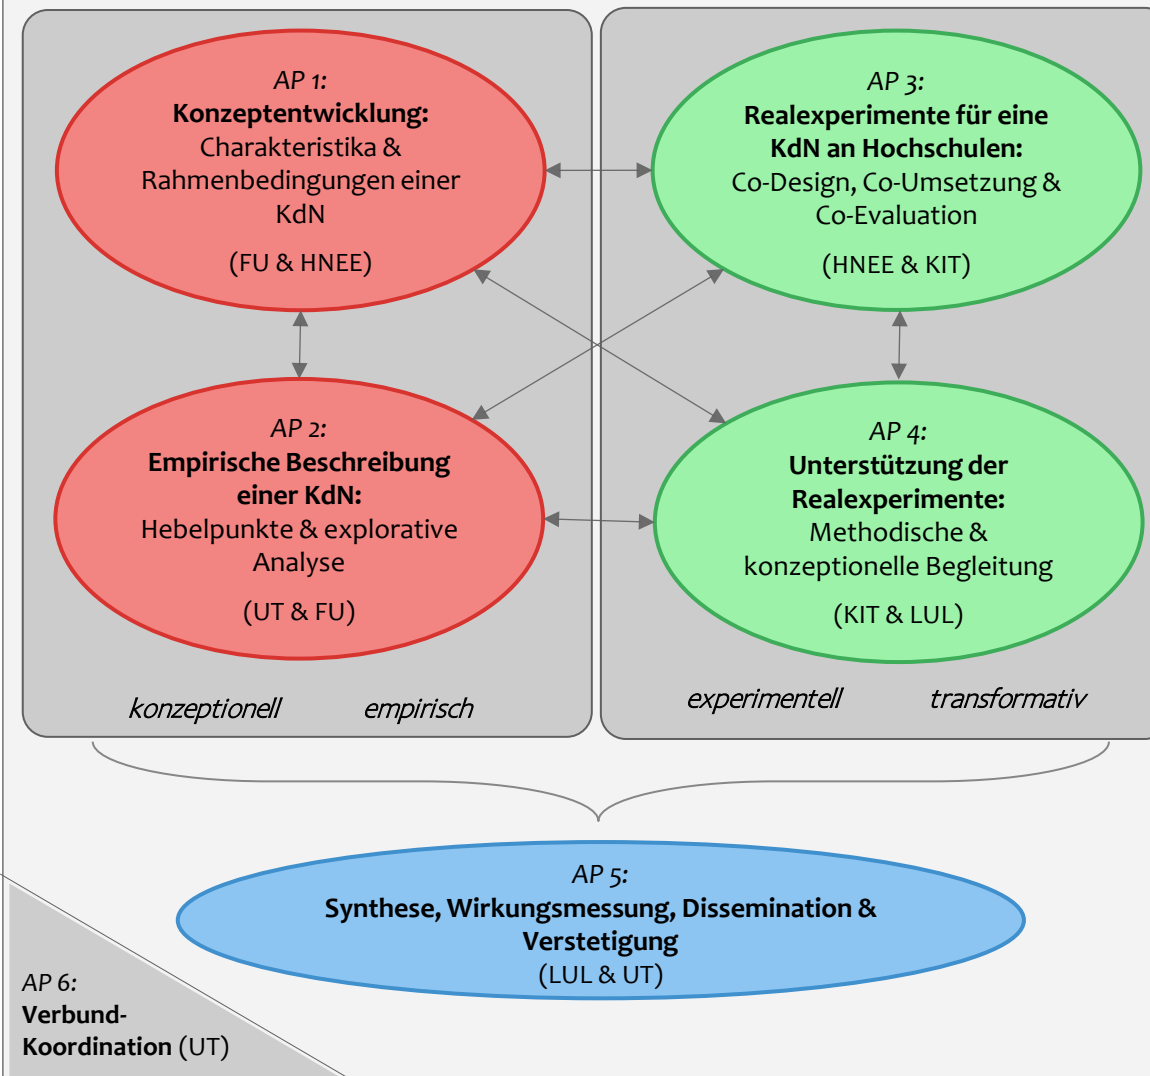 AP 1:
Konzeptentwicklung:
Charakteristika &
Rahmenbedingungen einer
KdN
(FU & HNEE)
AP 2:
Empirische Beschreibung
einer KdN:
Hebelpunkte & explorative
Analyse
(UT & FU)
konzeptionell empirisch
AP 3:
Realexperimente für eine
KdN an Hochschulen:
Co-Design, Co-Umsetzung &
Co-Evaluation
(HNEE & KIT)
AP 4:
Unterstützung der
Realexperimente:
Methodische &
konzeptionelle Begleitung
(KIT & LUL)
experimentell transformativ
AP 5:
Synthese, Wirkungsmessung, Dissemination &
Verstetigung
(LUL & UT)
AP 6:
Verbund-
Koordination (UT)